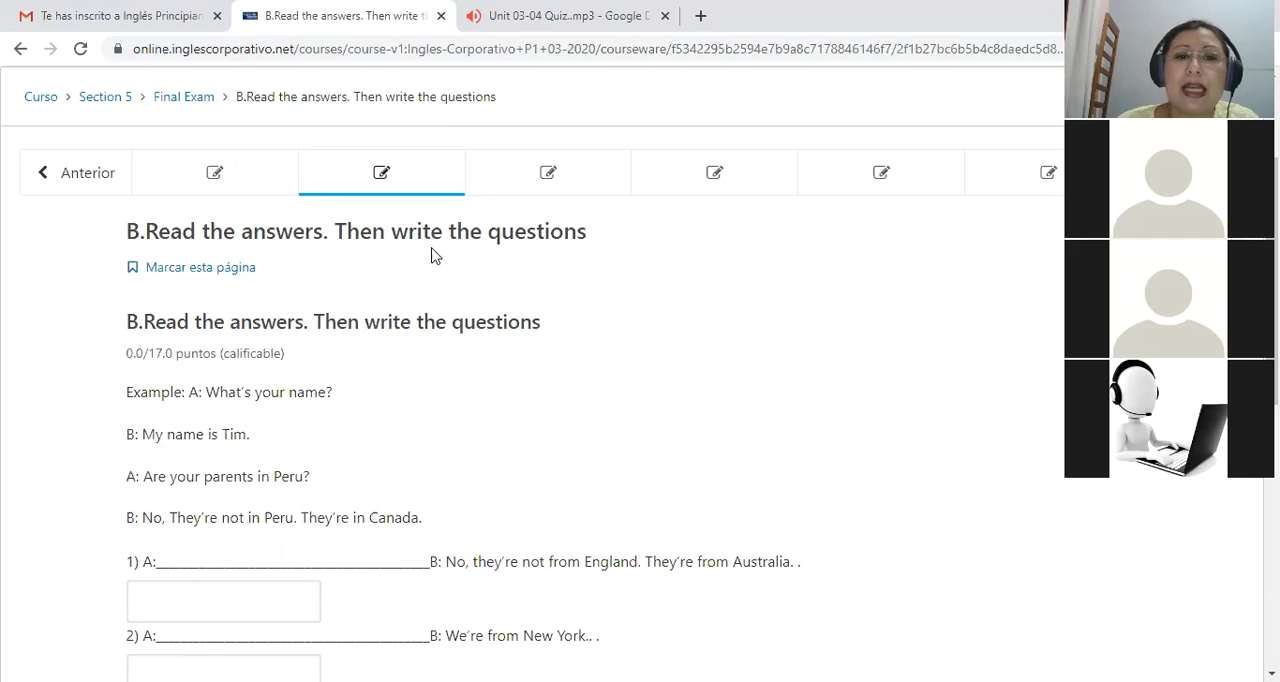 Te has inscrito a Inglés Principian
B.Read the answers. Then write t
Unit 03-04 Quiz..mp3 - Google D
online.inglescorporativo.net/courses/course-v1:Ingles-Corporativo+P1+03-2020/courseware/f5342295b2594e7b9a8c7178846146f7/2f1b27bc6b5b4c8daedc5d8...
Curso > Section 5 > Final Exam > B.Read the answers. Then write the questions
Anterior
B.Read the answers. Then write the questions
Marcar esta página
B.Read the answers. Then write the questions
0.0/17.0 puntos (calificable)
Example: A: What's your name?
B: My name is Tim.
A: Are your parents in Peru?
B: No, They're not in Peru. They're in Canada.
1) A:_________________________________B: No, they're not from England. They're from Australia. .
2) A:_________________________________B: We're from New York.. .